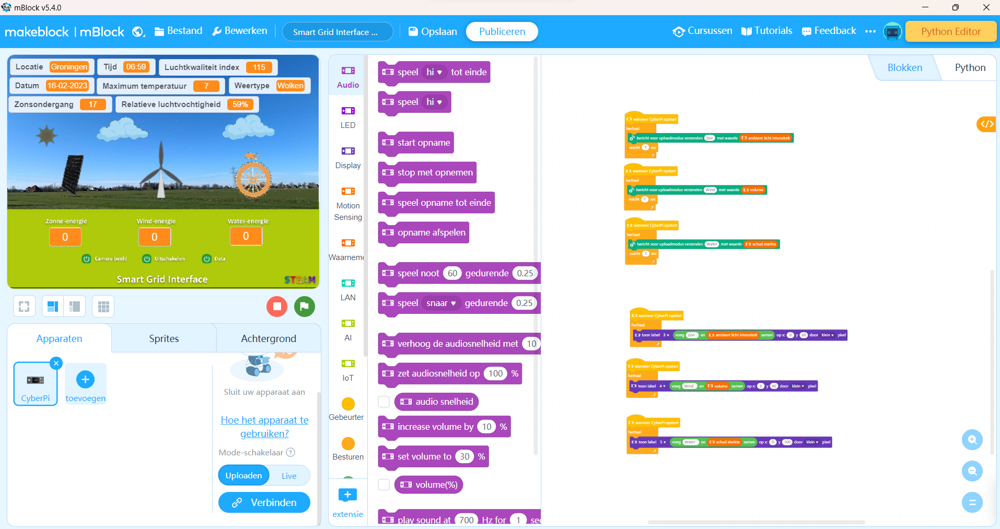 mBlock v5.4.0
makeblock | mBlock
Bestand
Bewerken
Smart Grid Interface ...
Opslaan
Publiceren
Cursussen
Tutorials
Feedback
Python Editor
Locatie Groningen
Tijd 06:59
Luchtkwaliteit index 115
Datum 16-02-2023
Maximum temperatuur 7
Weertype Wolken
Zonsondergang 17
Relatieve luchtvochtigheid 59%
Zonne-energie
Wind-energie
Water-energie
0
0
0
Camera beeld
Uitschakelen
Data
Smart Grid Interface
STEAM
Apparaten
Sprites
Achtergrond
CyberPi
toevoegen
Sluit uw apparaat aan
Hoe het apparaat te
gebruiken?
Mode-schakelaar ?
Uploaden
Live
Verbinden
Audio
LED
Display
Motion
Sensing
Waarneme
LAN
AI
IoT
Gebeurten
Besturen
extensie
speel hi tot einde
speel hi
start opname
stop met opnemen
speel opname tot einde
opname afspelen
speel noot 60 gedurende 0.25
speel snaar gedurende 0.25
verhoog de audiosnelheid met 10
zet audiosnelheid op 100 %
audio snelheid
increase volume by 10 %
set volume to 30 %
volume(%)
play sound at 700 Hz for 1 se
Blokken
Python
</>
wanneer CyberPi opstart
herhaal
bericht voor uploadmodus verzenden Zon met waarde ambient licht intensiteit
wacht 1 sec
wanneer CyberPi opstart
herhaal
bericht voor uploadmodus verzenden Wind met waarde volume
wacht 1 sec
wanneer CyberPi opstart
herhaal
bericht voor uploadmodus verzenden Water met waarde schud sterkte
wacht 1 sec
wanneer CyberPi opstart
herhaal
toon label 3 voeg Zon en ambient licht intensiteit samen op x: 0 y 60 door klein pixel
wanneer CyberPi opstart
herhaal
toon label 4 voeg Wind en volume samen op x: 0 y 80 door klein pixel
wanneer CyberPi opstart
herhaal
toon label 5 voeg Water en schud sterkte samen op x: 0 y 100 door klein pixel